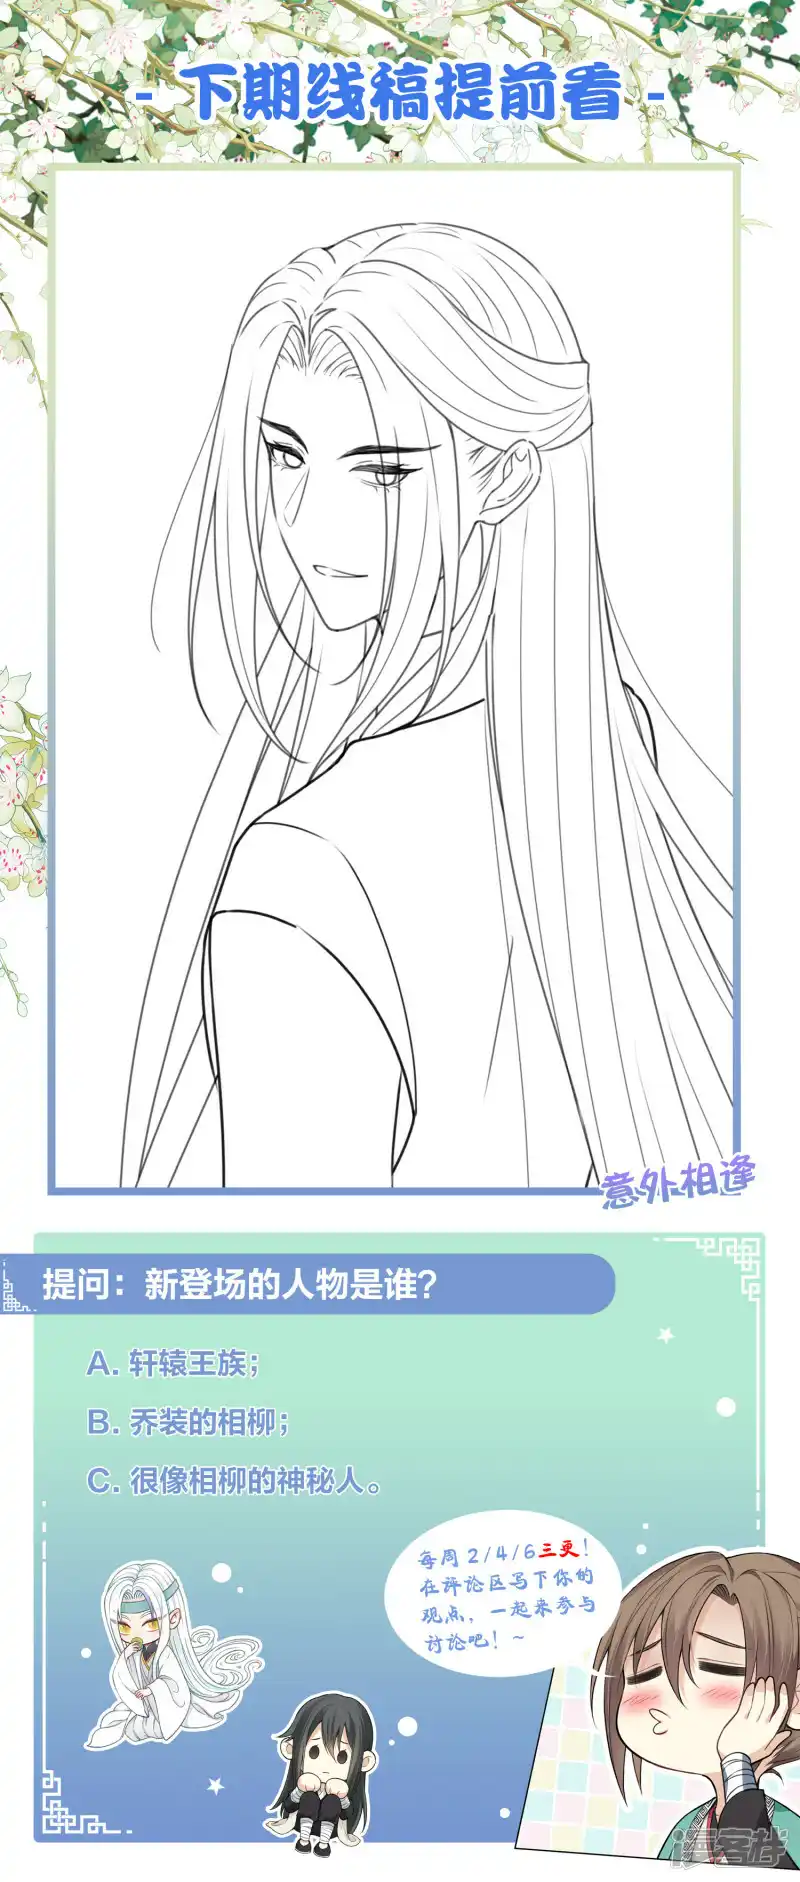 - 下期线稿提前看 -
意外相逢
提问：新登场的人物是谁？
A. 轩辕王族；
B. 乔装的相柳；
C. 很像相柳的神秘人。
每周 2/4/6三更！
在评论区写下你的
观点，一起来参与
讨论吧！~
漫客栈